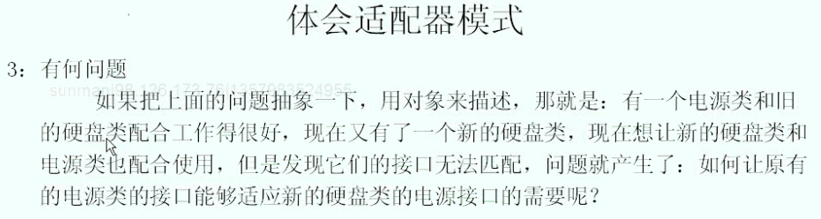 体会适配器模式
3：有何问题
如果把上面的问题抽象一下，用对象来描述，那就是：有一个电源类和旧
的硬盘类配合工作得很好，现在又有了一个新的硬盘类，现在想让新的硬盘类和
电源类也配合使用，但是发现它们的接口无法匹配，问题就产生了：如何让原有
的电源类的接口能够适应新的硬盘类的电源接口的需要呢？